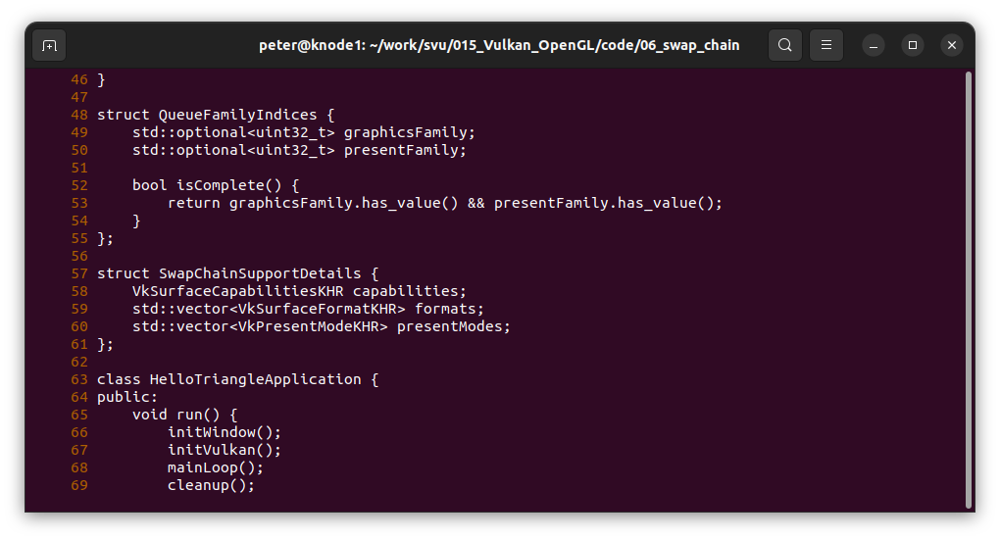 peter@knode1: ~/work/svu/015_Vulkan_OpenGL/code/06_swap_chain
46 }
47
48 struct QueueFamilyIndices {
49     std::optional<uint32_t> graphicsFamily;
50     std::optional<uint32_t> presentFamily;
51
52     bool isComplete() {
53         return graphicsFamily.has_value() && presentFamily.has_value();
54     }
55 };
56
57 struct SwapChainSupportDetails {
58     VkSurfaceCapabilitiesKHR capabilities;
59     std::vector<VkSurfaceFormatKHR> formats;
60     std::vector<VkPresentModeKHR> presentModes;
61 };
62
63 class HelloTriangleApplication {
64 public:
65     void run() {
66         initWindow();
67         initVulkan();
68         mainLoop();
69         cleanup();